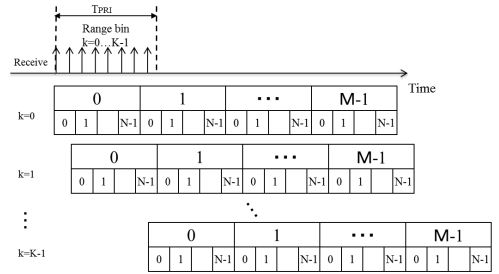 TPRI
Range bin
k=0…K-1
Receive
Time
0 1 ... M-1
k=0
0 1 N-1 0 1 N-1 0 1 N-1 0 1 N-1
0 1 ... M-1
k=1
0 1 N-1 0 1 N-1 0 1 N-1 0 1 N-1
0 1 ... M-1
k=K-1
0 1 N-1 0 1 N-1 0 1 N-1 0 1 N-1